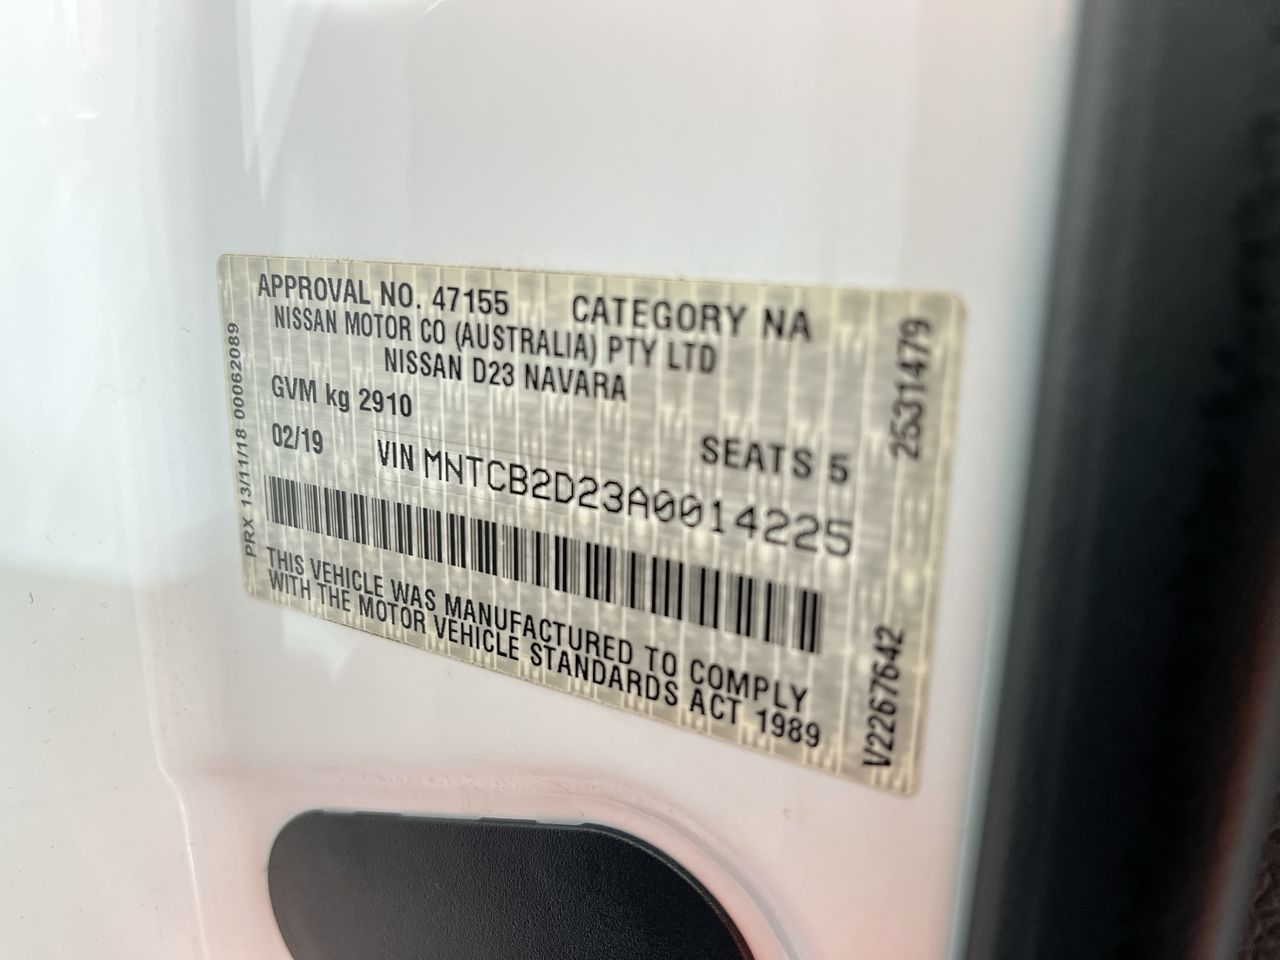 APPROVAL NO. 47155 CATEGORY NA
NISSAN MOTOR CO (AUSTRALIA) PTY LTD
NISSAN D23 NAVARA
GVM kg 2910
SEATS 5
02/19 VIN MNTCB2D23A0014225
THIS VEHICLE WAS MANUFACTURED TO COMPLY
WITH THE MOTOR VEHICLE STANDARDS ACT 1989
PRX 13/11/18 00062089
25311479
V2267642